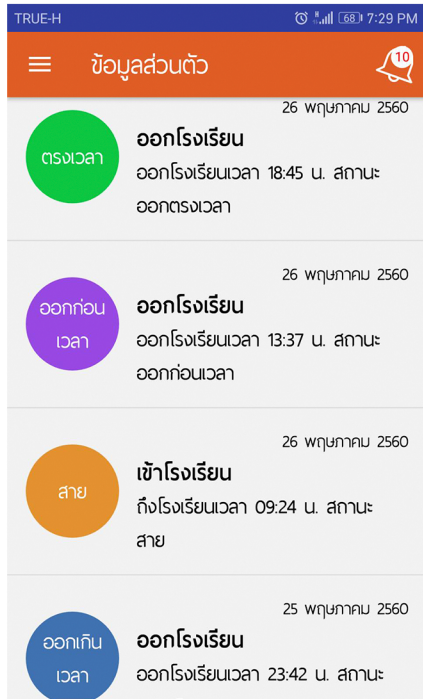 TRUE-H 68 7:29 PM
ข้อมูลส่วนตัว 10
26 พฤษภาคม 2560
ตรงเวลา
ออกโรงเรียน
ออกโรงเรียนเวลา 18:45 น. สถานะ
ออกตรงเวลา
26 พฤษภาคม 2560
ออกก่อน
เวลา
ออกโรงเรียน
ออกโรงเรียนเวลา 13:37 น. สถานะ
ออกก่อนเวลา
26 พฤษภาคม 2560
สาย
เข้าโรงเรียน
ถึงโรงเรียนเวลา 09:24 น. สถานะ
สาย
25 พฤษภาคม 2560
ออกเกิน
เวลา
ออกโรงเรียน
ออกโรงเรียนเวลา 23:42 น. สถานะ